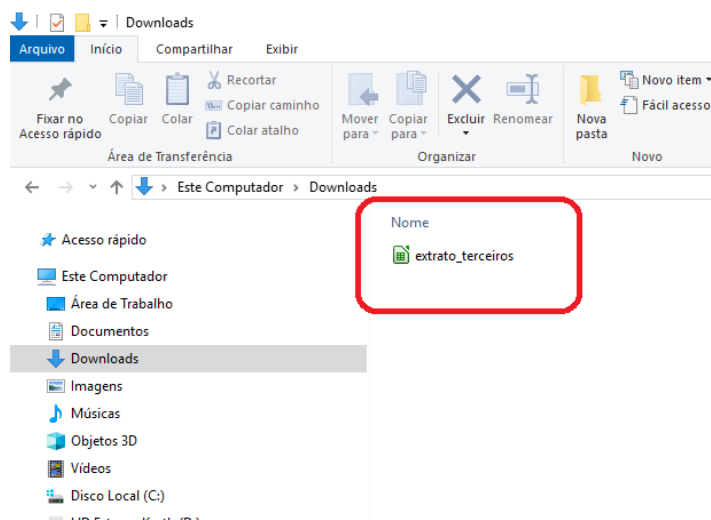 Downloads
Arquivo Início Compartilhar Exibir
Fixar no
Acesso rápido
Copiar
Colar
Recortar
Copiar caminho
Colar atalho
Área de Transferência
Mover
para
Copiar
para
Excluir
Renomear
Organizar
Nova
pasta
Novo item
Fácil acesso
Novo
Este Computador > Downloads
Nome
extrato_terceiros
Acesso rápido
Este Computador
Área de Trabalho
Documentos
Downloads
Imagens
Músicas
Objetos 3D
Vídeos
Disco Local (C:)